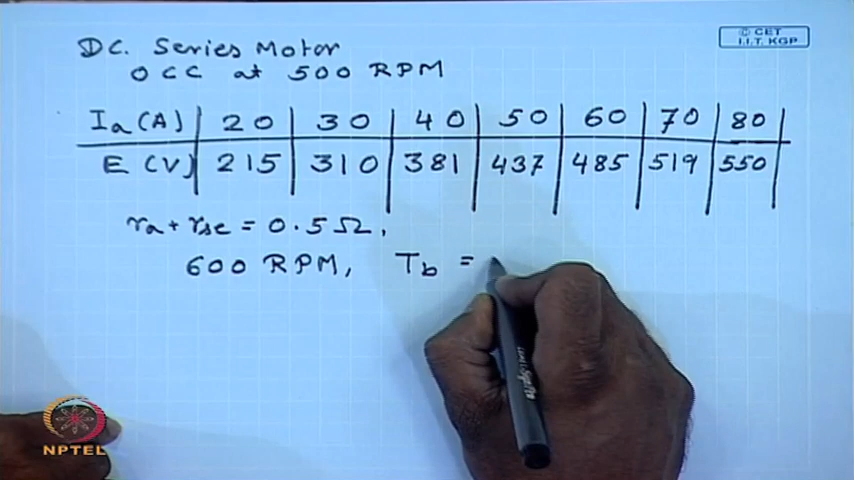 © CET
I.I.T. KGP
DC. Series Motor
OCC at 500 RPM
Ia(A) 20 30 40 50 60 70 80
E (V) 215 310 381 437 485 519 550
ra + rse = 0.5 Ω,
600 RPM, Tb =
NPTEL